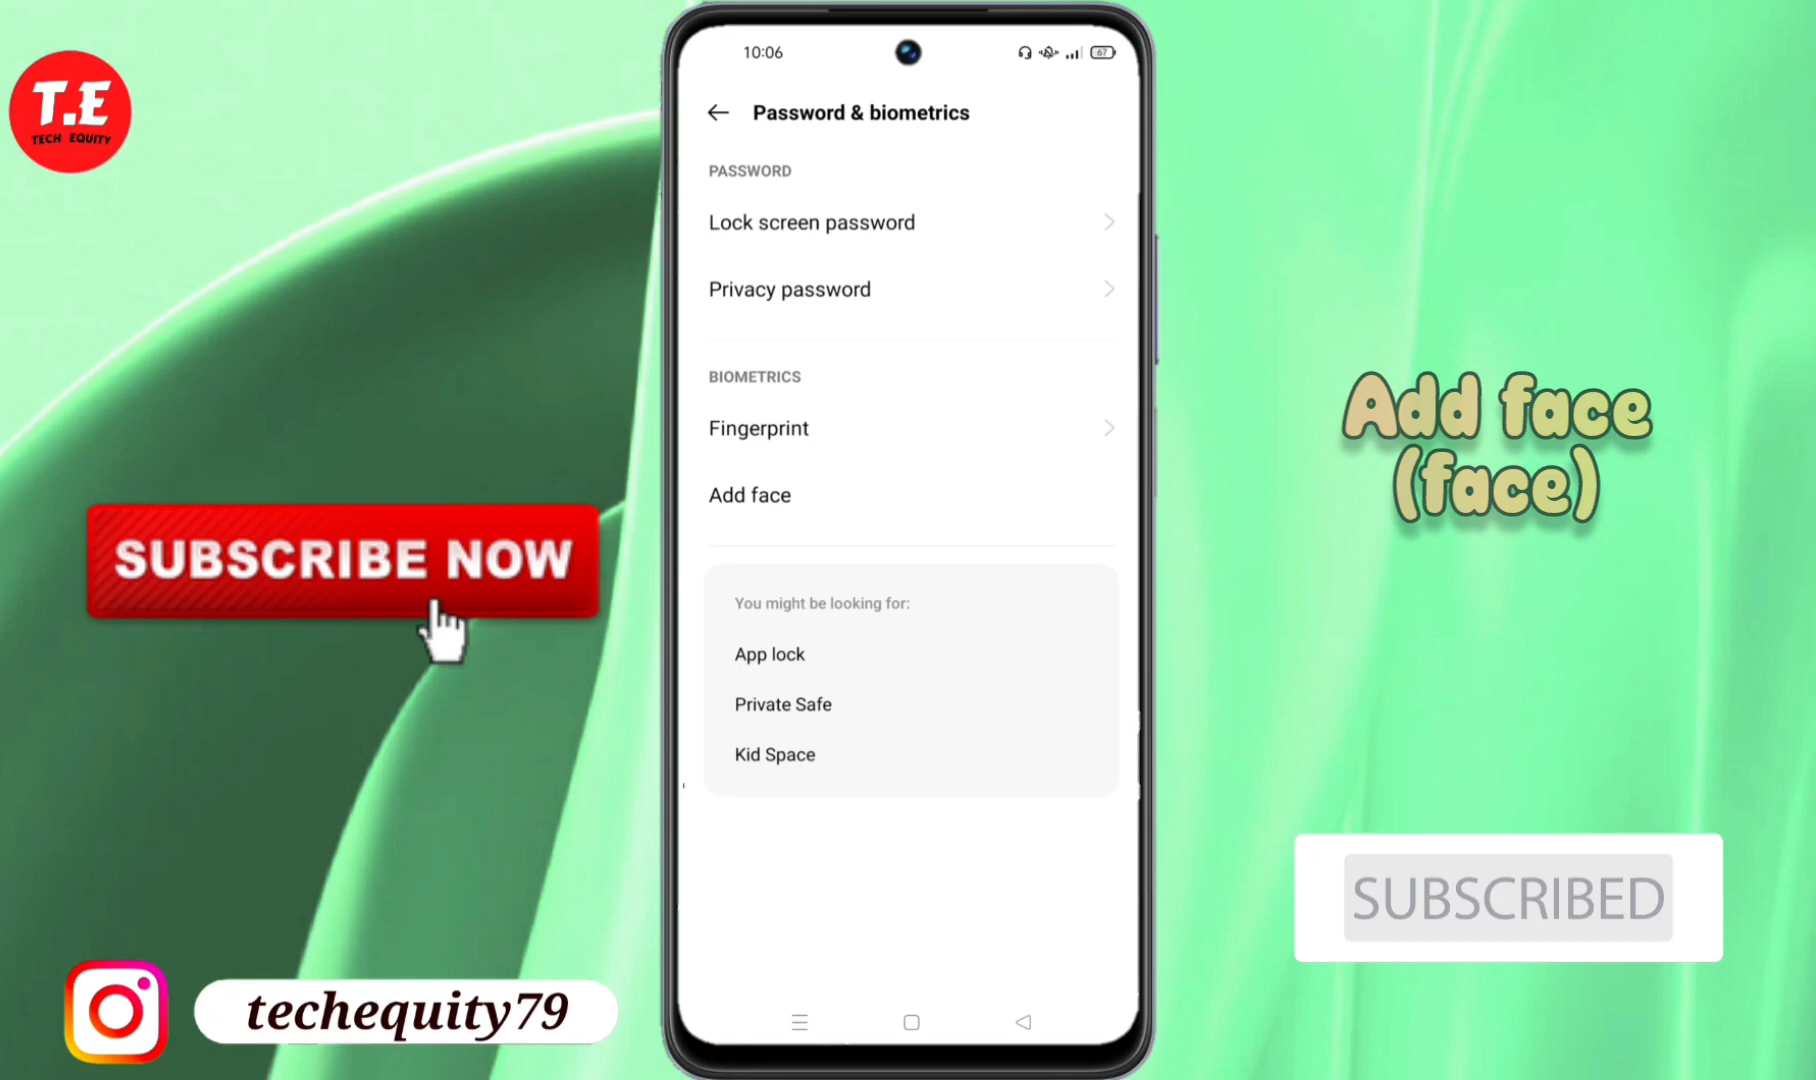 T.E
TECH EQUITY
10:06
67
Password & biometrics
PASSWORD
Lock screen password
Privacy password
BIOMETRICS
Fingerprint
Add face
You might be looking for:
App lock
Private Safe
Kid Space
SUBSCRIBE NOW
Add face
(face)
SUBSCRIBED
techequity79